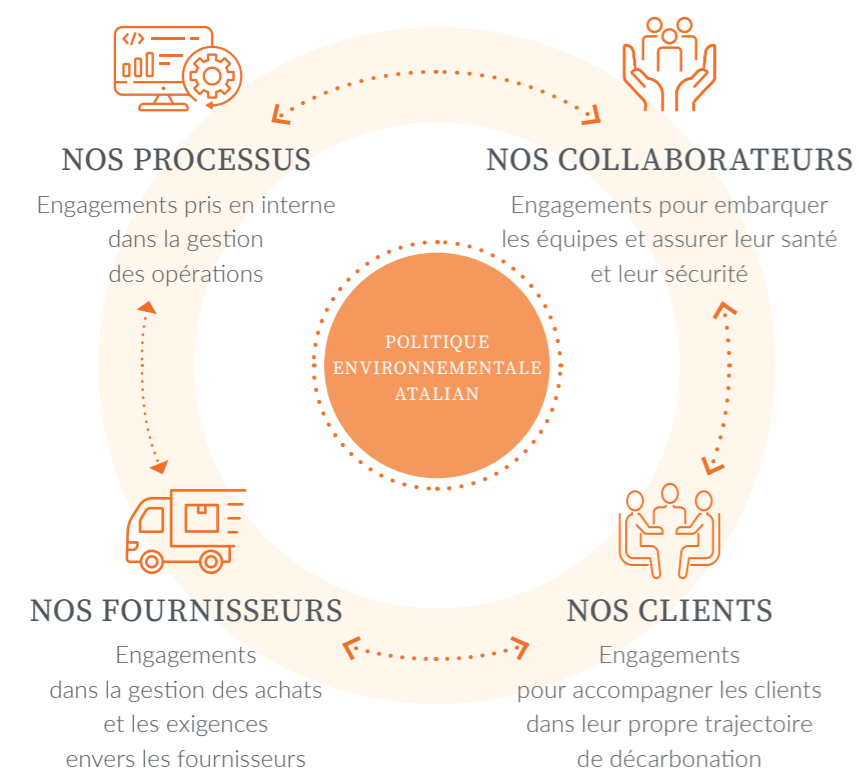 </>
NOS PROCESSUS
Engagements pris en interne
dans la gestion
des opérations
NOS COLLABORATEURS
Engagements pour embarquer
les équipes et assurer leur santé
et leur sécurité
POLITIQUE
ENVIRONNEMENTALE
ATALIAN
NOS FOURNISSEURS
Engagements
dans la gestion des achats
et les exigences
envers les fournisseurs
NOS CLIENTS
Engagements
pour accompagner les clients
dans leur propre trajectoire
de décarbonation